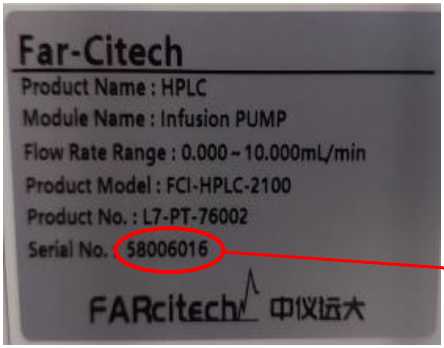 Far-Citech
Product Name : HPLC
Module Name : Infusion PUMP
Flow Rate Range : 0.000 ~ 10.000mL/min
Product Model : FCI-HPLC-2100
Product No. : L7-PT-76002
Serial No. : 58006016
FARcitech 中仪远大